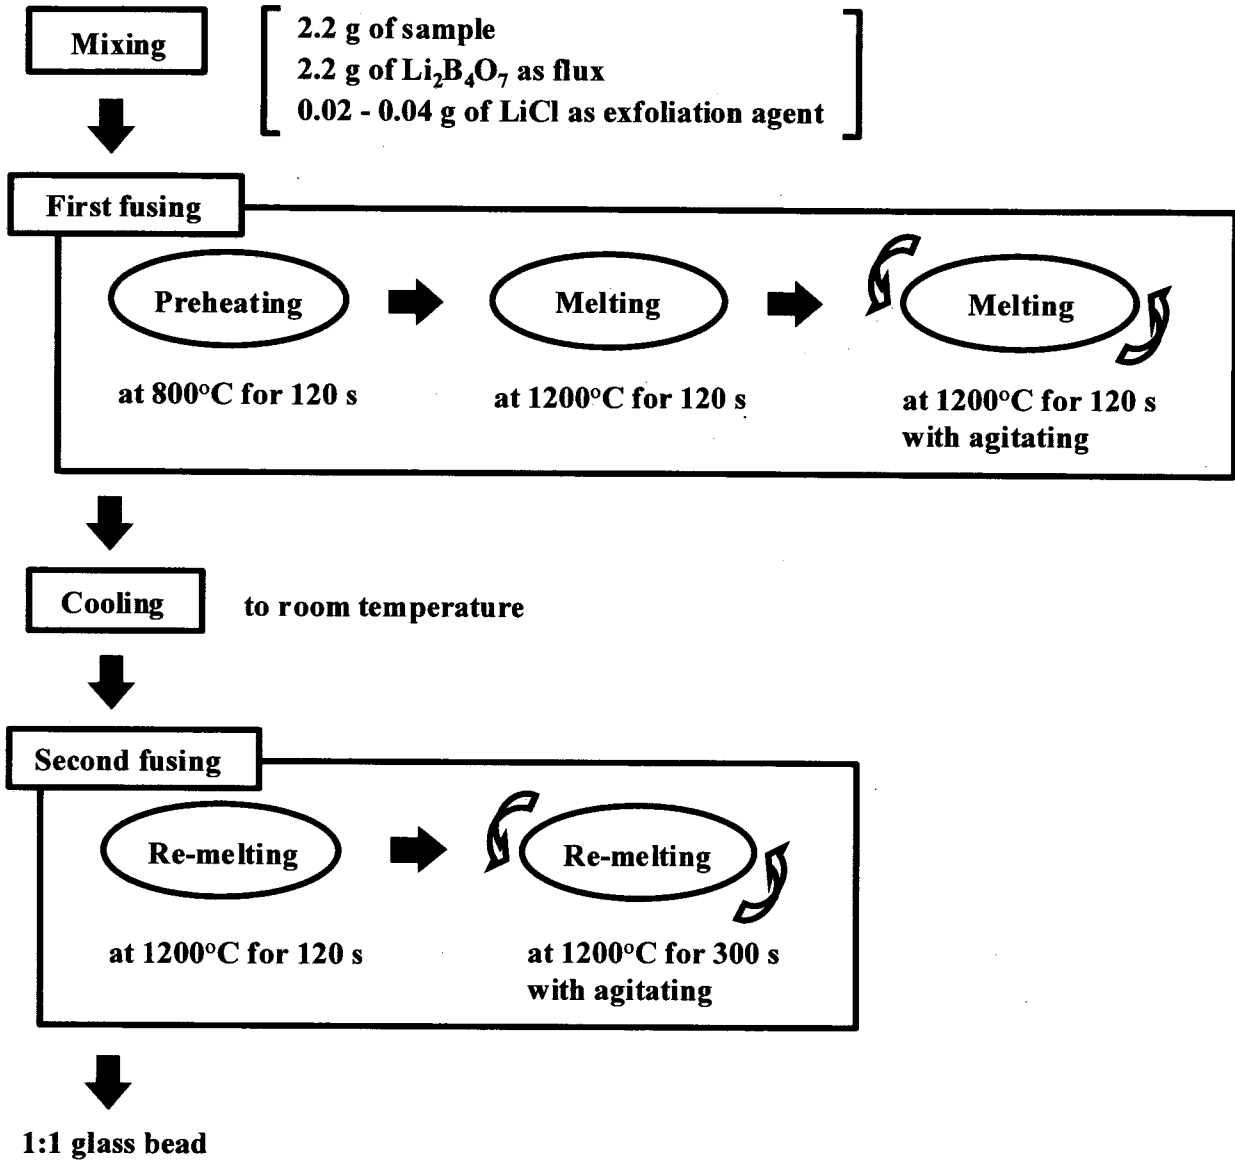 Mixing
2.2 g of sample
2.2 g of Li₂B₄O₇ as flux
0.02 - 0.04 g of LiCl as exfoliation agent
First fusing
Preheating
Melting
Melting
at 800°C for 120 s
at 1200°C for 120 s
at 1200°C for 120 s
with agitating
Cooling
to room temperature
Second fusing
Re-melting
Re-melting
at 1200°C for 120 s
at 1200°C for 300 s
with agitating
1:1 glass bead